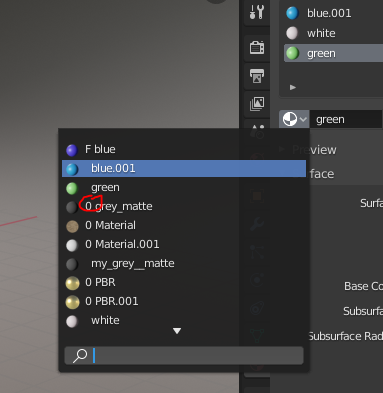 blue.001
white
green
green
Preview
rface
Surfa
Base Co
Subsurfa
Subsurface Rad
F blue
blue.001
green
0 grey_matte
0 Material
0 Material.001
my_grey__matte
0 PBR
0 PBR.001
white